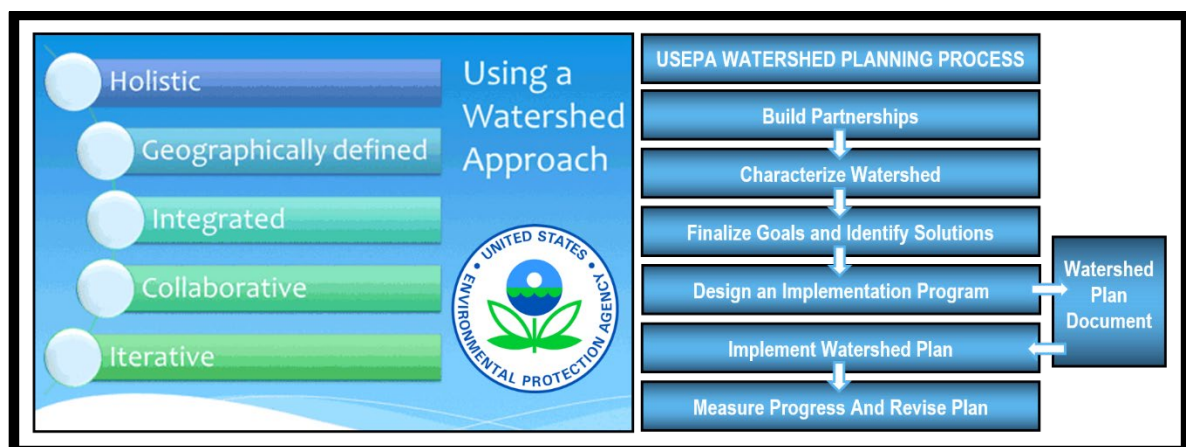 Holistic
Geographically defined
Integrated
Collaborative
Iterative
Using a
Watershed
Approach
UNITED STATES
ENVIRONMENTAL PROTECTION AGENCY
USEPA WATERSHED PLANNING PROCESS
Build Partnerships
Characterize Watershed
Finalize Goals and Identify Solutions
Design an Implementation Program
Implement Watershed Plan
Measure Progress And Revise Plan
Watershed
Plan
Document